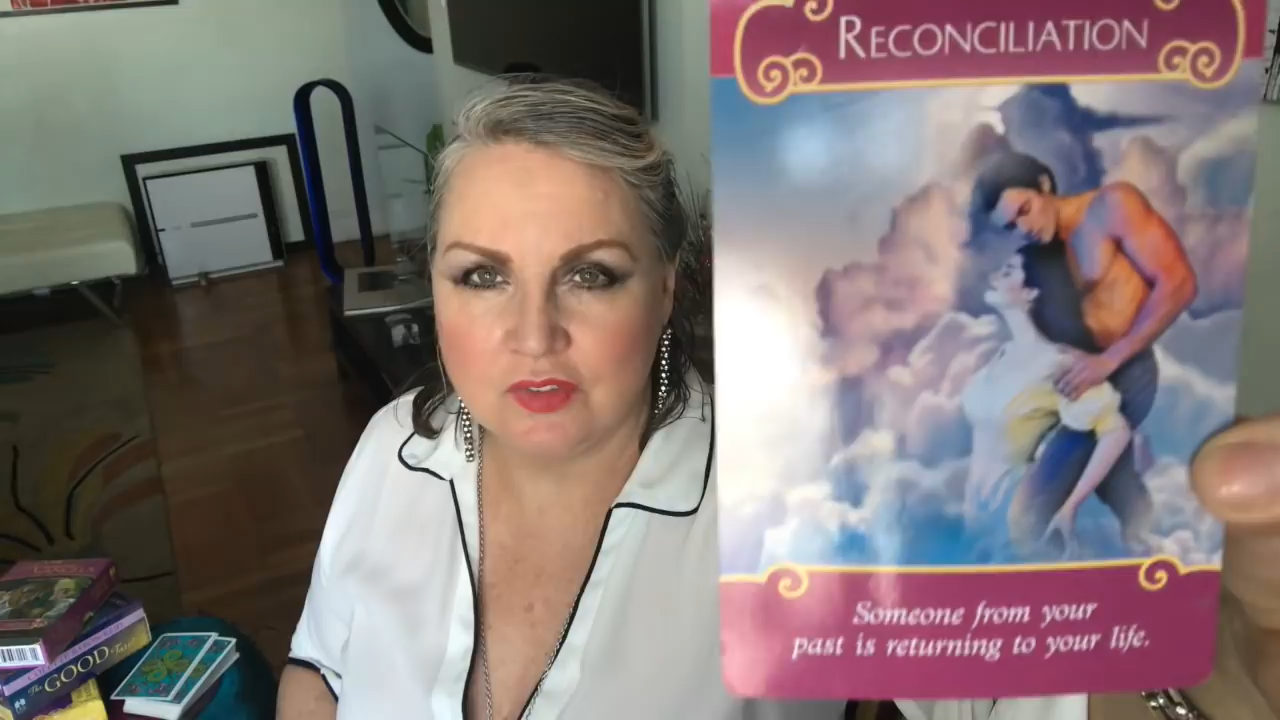 RECONCILIATION
Someone from your
past is returning to your life.
The GOOD